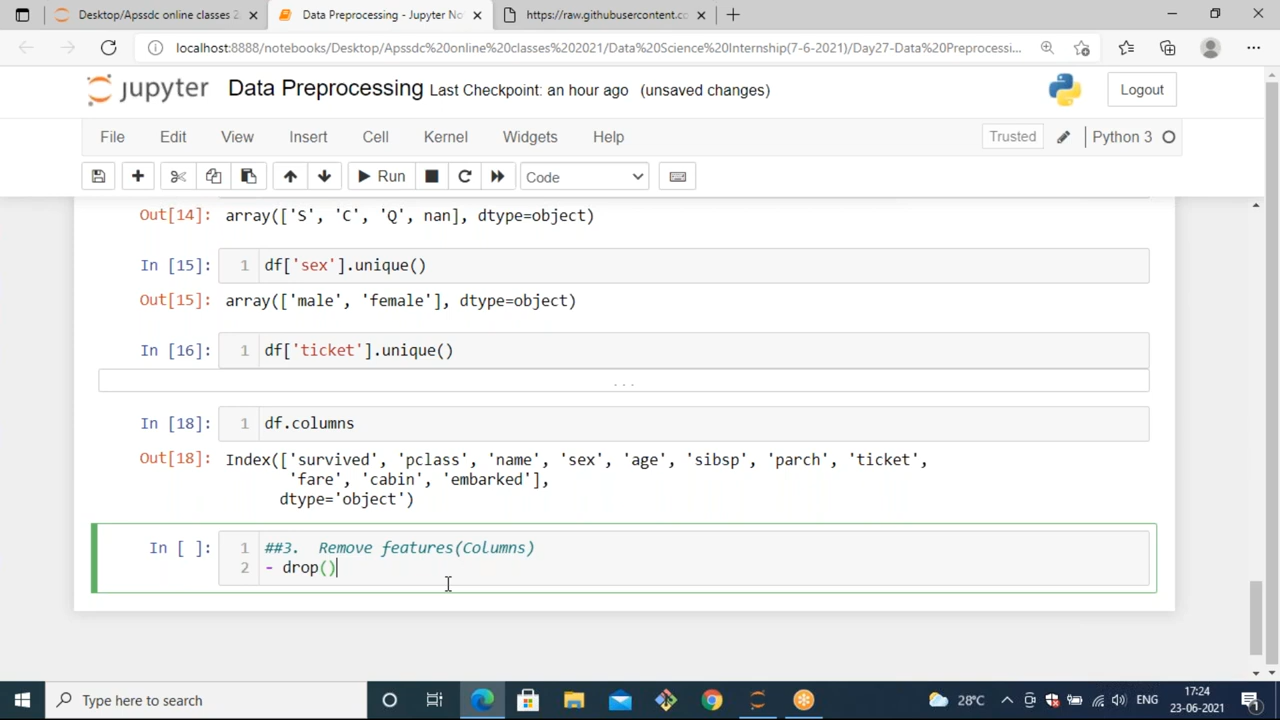 Desktop/Apssdc online classes 2
Data Preprocessing - Jupyter No
https://raw.githubusercontent.cc
localhost:8888/notebooks/Desktop/Apssdc%20online%20classes%202021/Data%20Science%20Internship(7-6-2021)/Day27-Data%20Preprocessi...
jupyter Data Preprocessing Last Checkpoint: an hour ago (unsaved changes) Logout
File Edit View Insert Cell Kernel Widgets Help Trusted Python 3
Run Code
Out[14]: array(['S', 'C', 'Q', nan], dtype=object)
In [15]: 1 df['sex'].unique()
Out[15]: array(['male', 'female'], dtype=object)
In [16]: 1 df['ticket'].unique()
...
In [18]: 1 df.columns
Out[18]: Index(['survived', 'pclass', 'name', 'sex', 'age', 'sibsp', 'parch', 'ticket',
'fare', 'cabin', 'embarked'],
dtype='object')
In [ ]: 1 ##3. Remove features(Columns)
2 - drop()
Type here to search 28°C ENG 17:24
23-06-2021 1